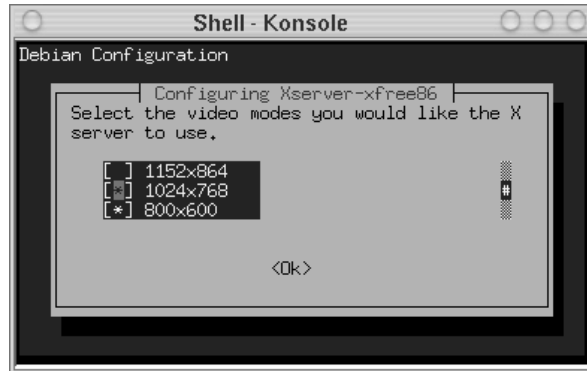 Shell - Konsole
Debian Configuration
Configuring Xserver-xfree86
Select the video modes you would like the X
server to use.
[ ] 1152x864
[*] 1024x768
[*] 800x600
#
<Ok>